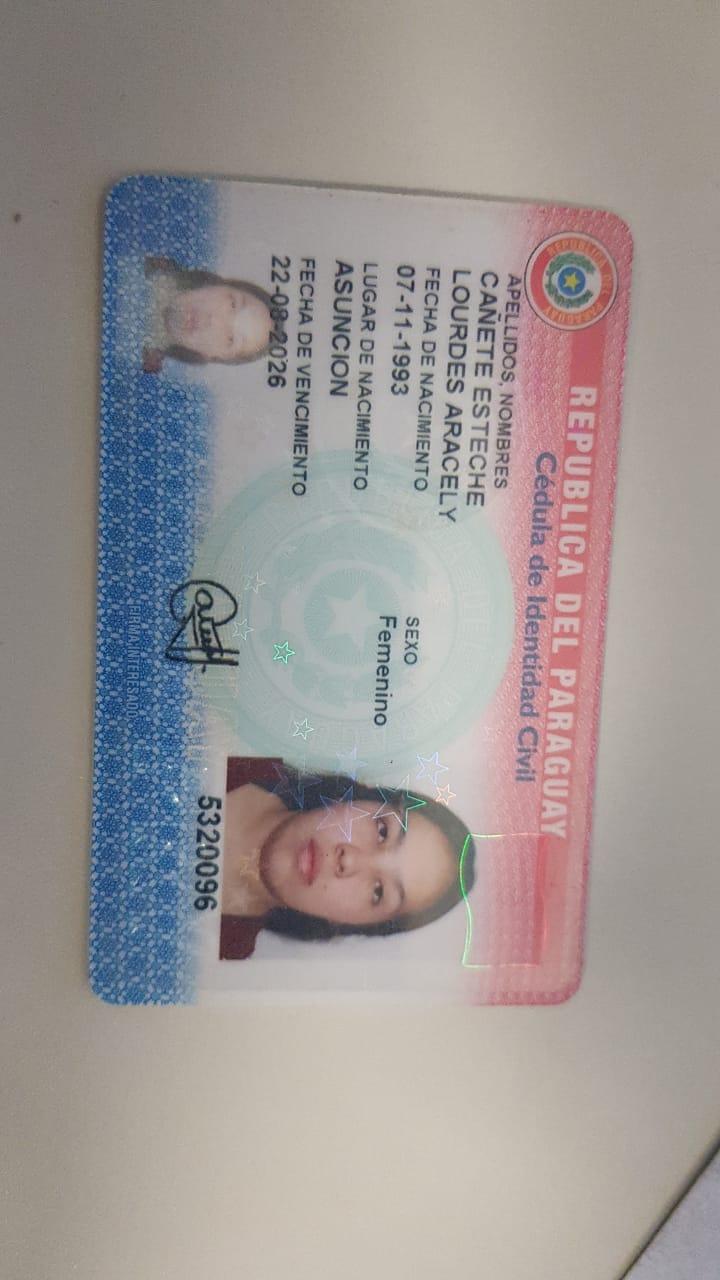 REPUBLICA DEL PARAGUAY
Cédula de Identidad Civil
APELLIDOS, NOMBRES
CAÑETE ESTECHE
LOURDES ARACELY
FECHA DE NACIMIENTO
07-11-1993
SEXO
Femenino
LUGAR DE NACIMIENTO
ASUNCION
FECHA DE VENCIMIENTO
22-08-2026
5320096
FIRMA INTERESADO